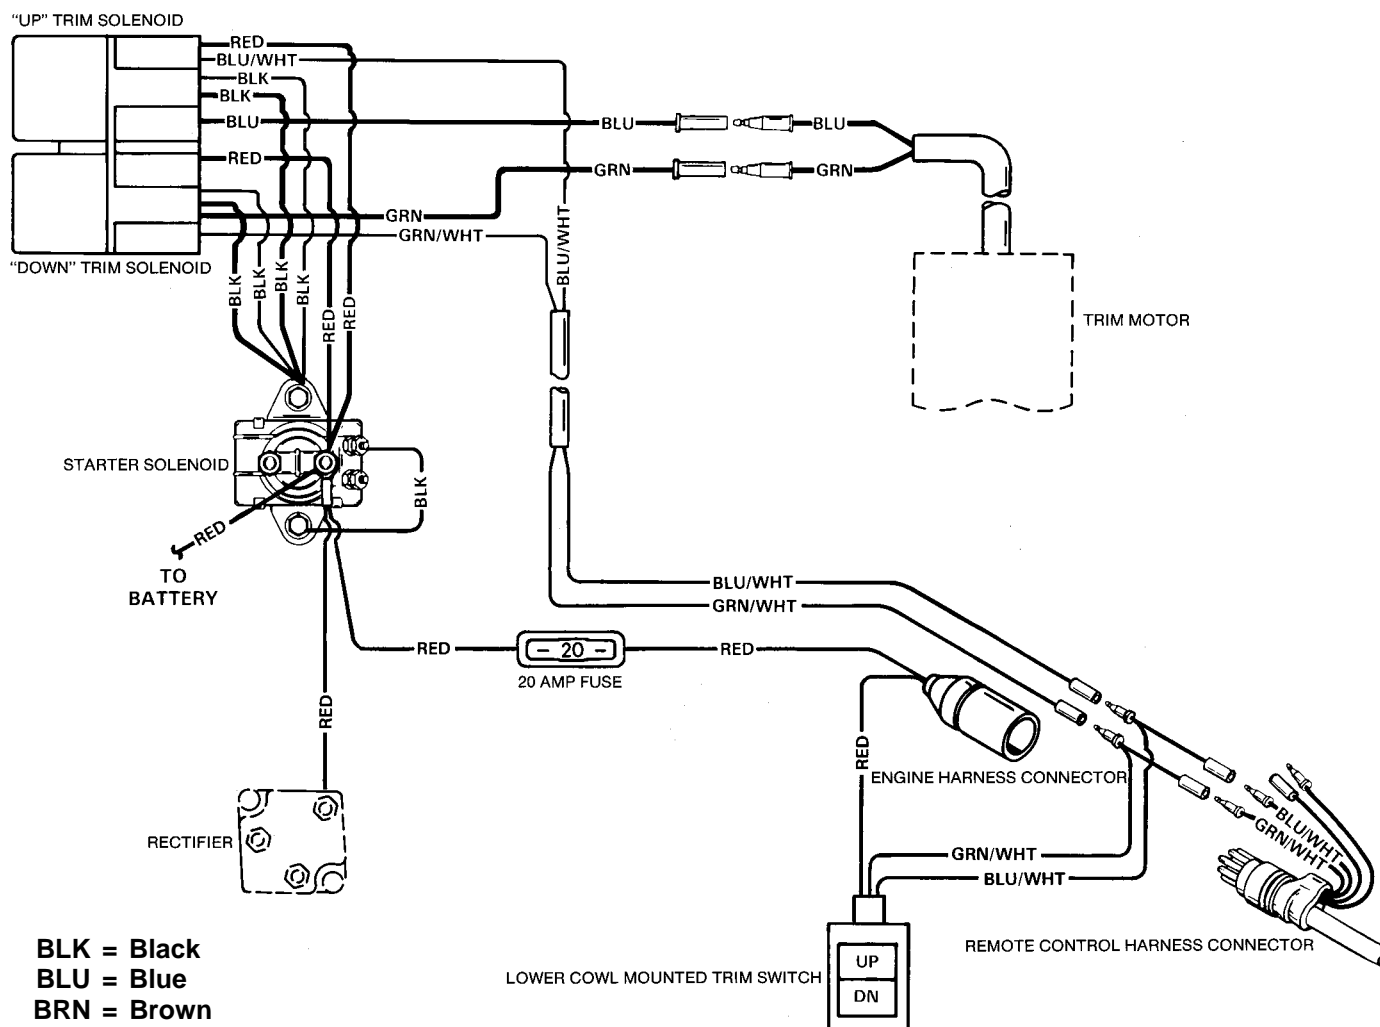 "UP" TRIM SOLENOID
RED
BLU/WHT
BLK
BLK
BLU
BLU
BLU
RED
GRN
GRN
GRN
GRN/WHT
"DOWN" TRIM SOLENOID
BLK
BLK
BLK
BLK
RED
RED
BLU/WHT
TRIM MOTOR
STARTER SOLENOID
BLK
RED
TO
BATTERY
BLU/WHT
GRN/WHT
RED
- 20 -
RED
20 AMP FUSE
RED
RED
ENGINE HARNESS CONNECTOR
RECTIFIER
BLU/WHT
GRN/WHT
GRN/WHT
BLU/WHT
REMOTE CONTROL HARNESS CONNECTOR
LOWER COWL MOUNTED TRIM SWITCH
UP
DN
BLK = Black
BLU = Blue
BRN = Brown